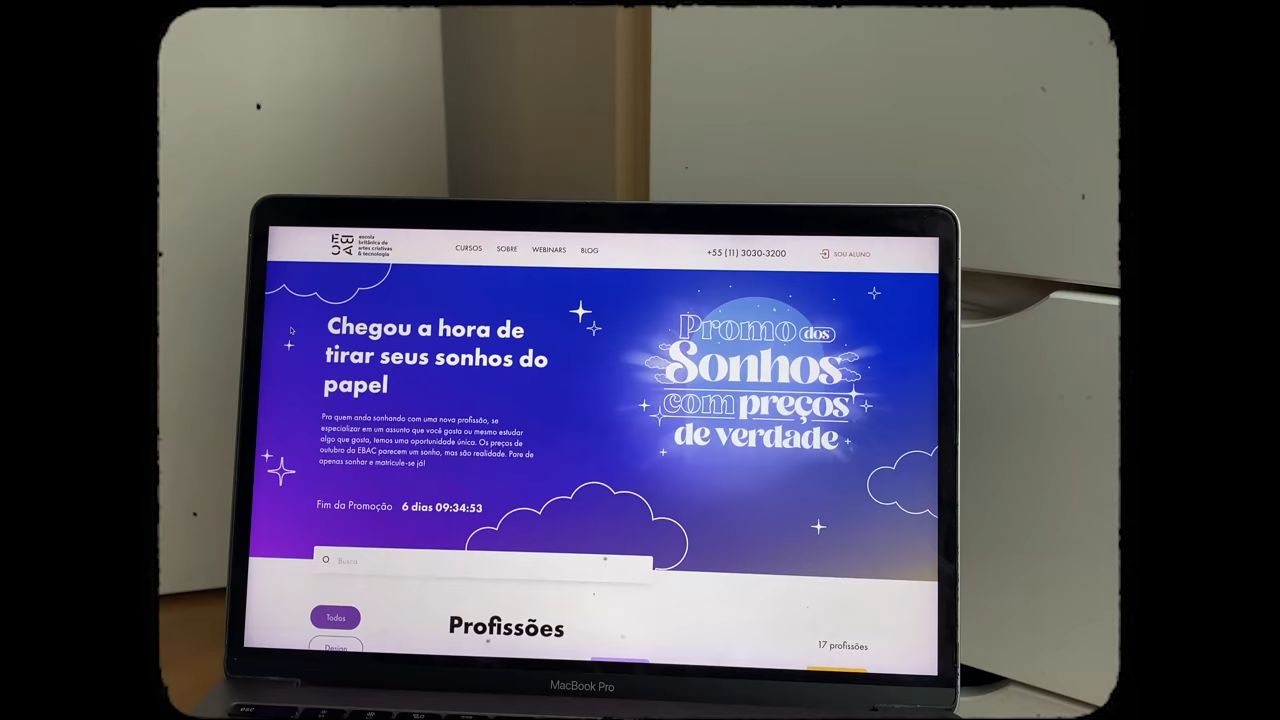 EBAC
escola
britânica de
artes criativas
& tecnologia
CURSOS SOBRE WEBINARS BLOG
+55 (11) 3030-3200
SOU ALUNO
Chegou a hora de
tirar seus sonhos do
papel
Pra quem anda sonhando com uma nova profissão, se
especializar em um assunto que você gosta ou mesmo estudar
algo que gosta, temos uma oportunidade única. Os preços de
outubro da EBAC parecem um sonho, mas são realidade. Pare de
apenas sonhar e matricule-se já!
Fim da Promoção 6 dias 09:34:53
Promo dos
Sonhos
com preços
de verdade
Busca
Todos
Design
Profissões
17 profissões
MacBook Pro
esc